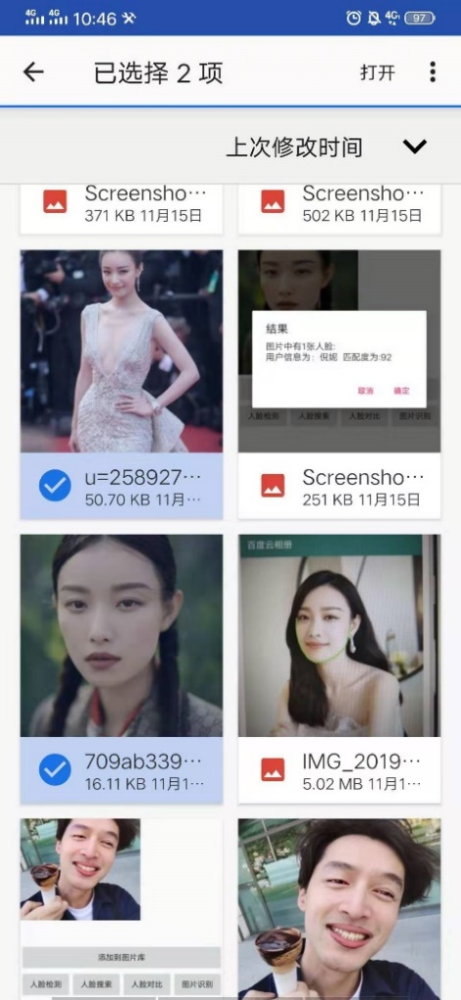 4G 4G 10:46 4G 97
已选择 2 项 打开
上次修改时间
Screensho…
371 KB 11月15日
Screensho…
502 KB 11月15日
结果
图片中有1张人脸:
用户信息为：倪妮 匹配度为:92
取消 确定
人脸检测 人脸搜索 人脸对比 图片识别
u=258927…
50.70 KB 11月…
Screensho…
251 KB 11月15日
百度云相册
709ab339…
16.11 KB 11月1…
IMG_2019…
5.02 MB 11月1…
添加到图片库
人脸检测 人脸搜索 人脸对比 图片识别